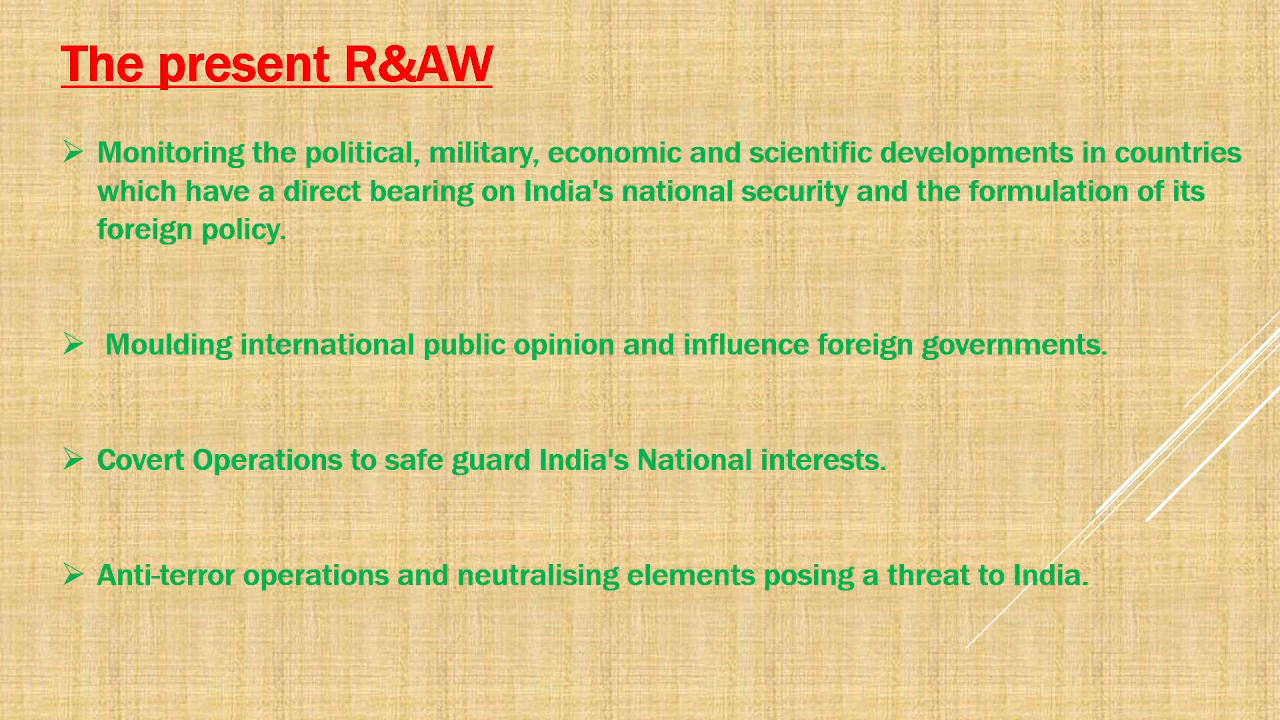 The present R&AW
➢ Monitoring the political, military, economic and scientific developments in countries
which have a direct bearing on India's national security and the formulation of its
foreign policy.
➢ Moulding international public opinion and influence foreign governments.
➢ Covert Operations to safe guard India's National interests.
➢ Anti-terror operations and neutralising elements posing a threat to India.